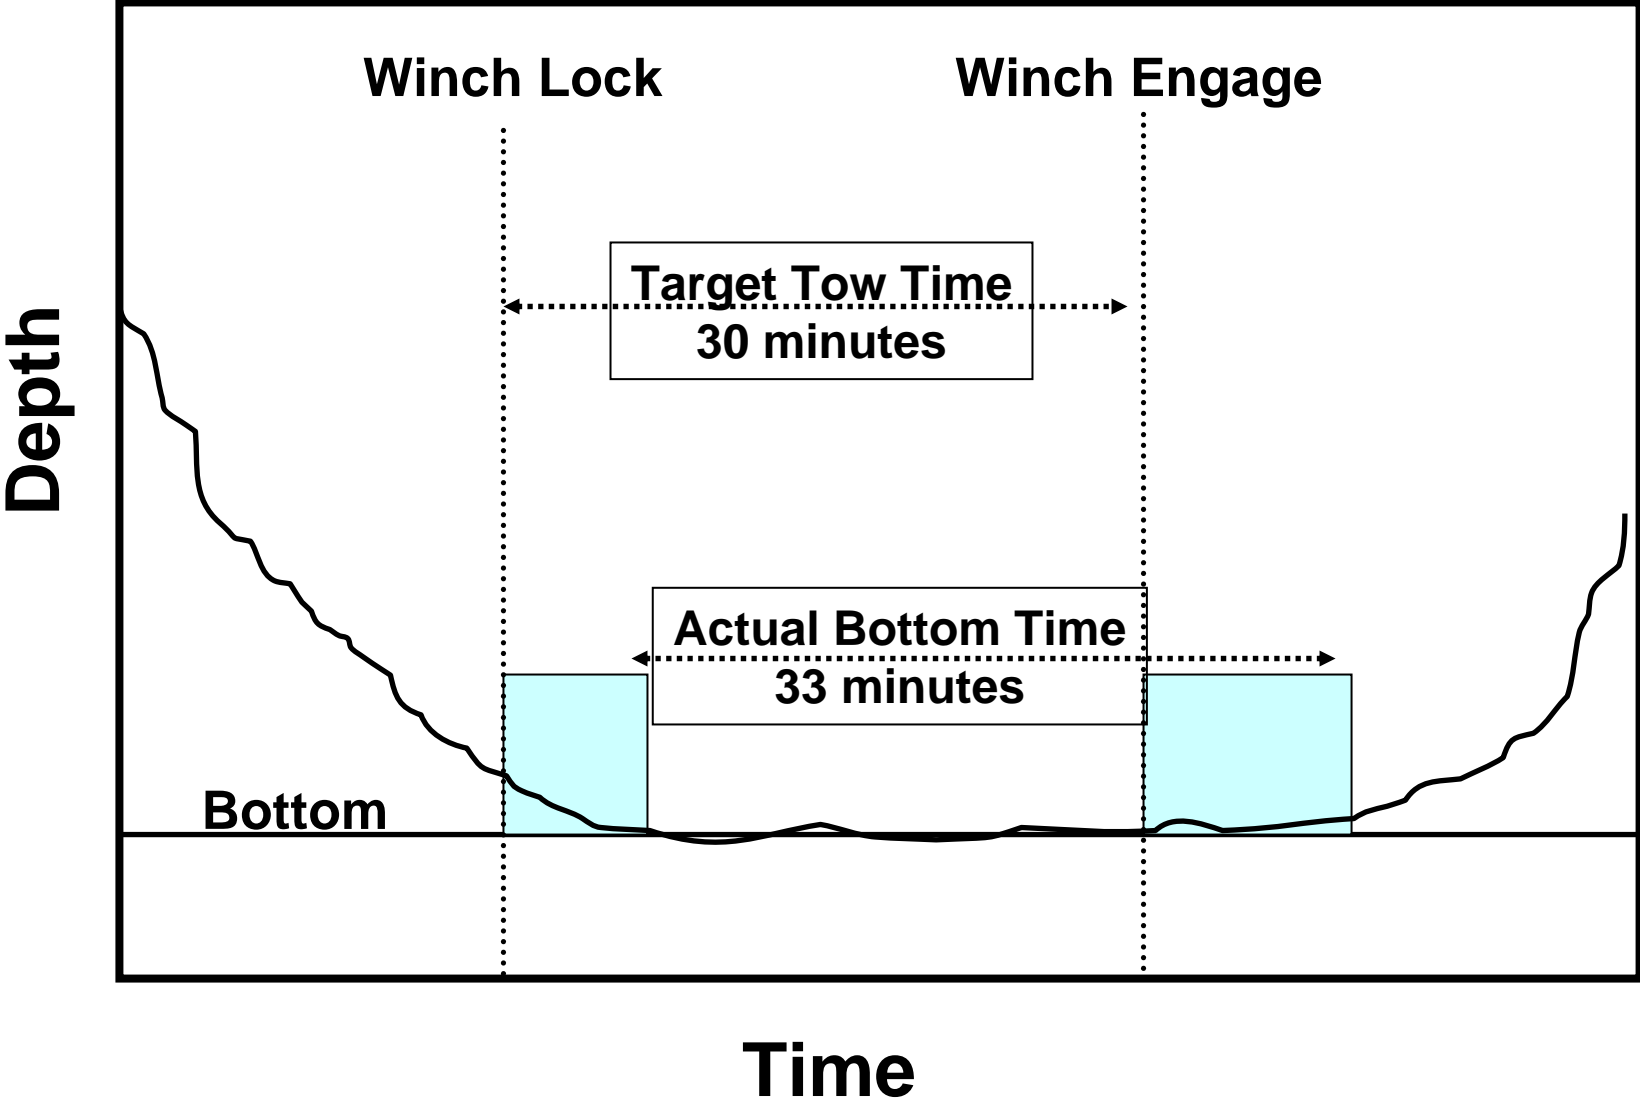 Winch Lock
Winch Engage
Target Tow Time
30 minutes
Depth
Actual Bottom Time
33 minutes
Bottom
Time